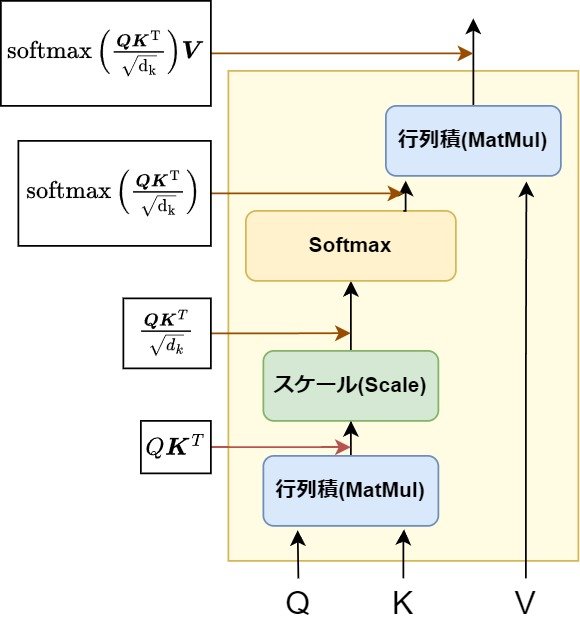 softmax(QK^T/√d_k)V
行列積(MatMul)
softmax(QK^T/√d_k)
Softmax
QK^T/√d_k
スケール(Scale)
QK^T
行列積(MatMul)
Q K V